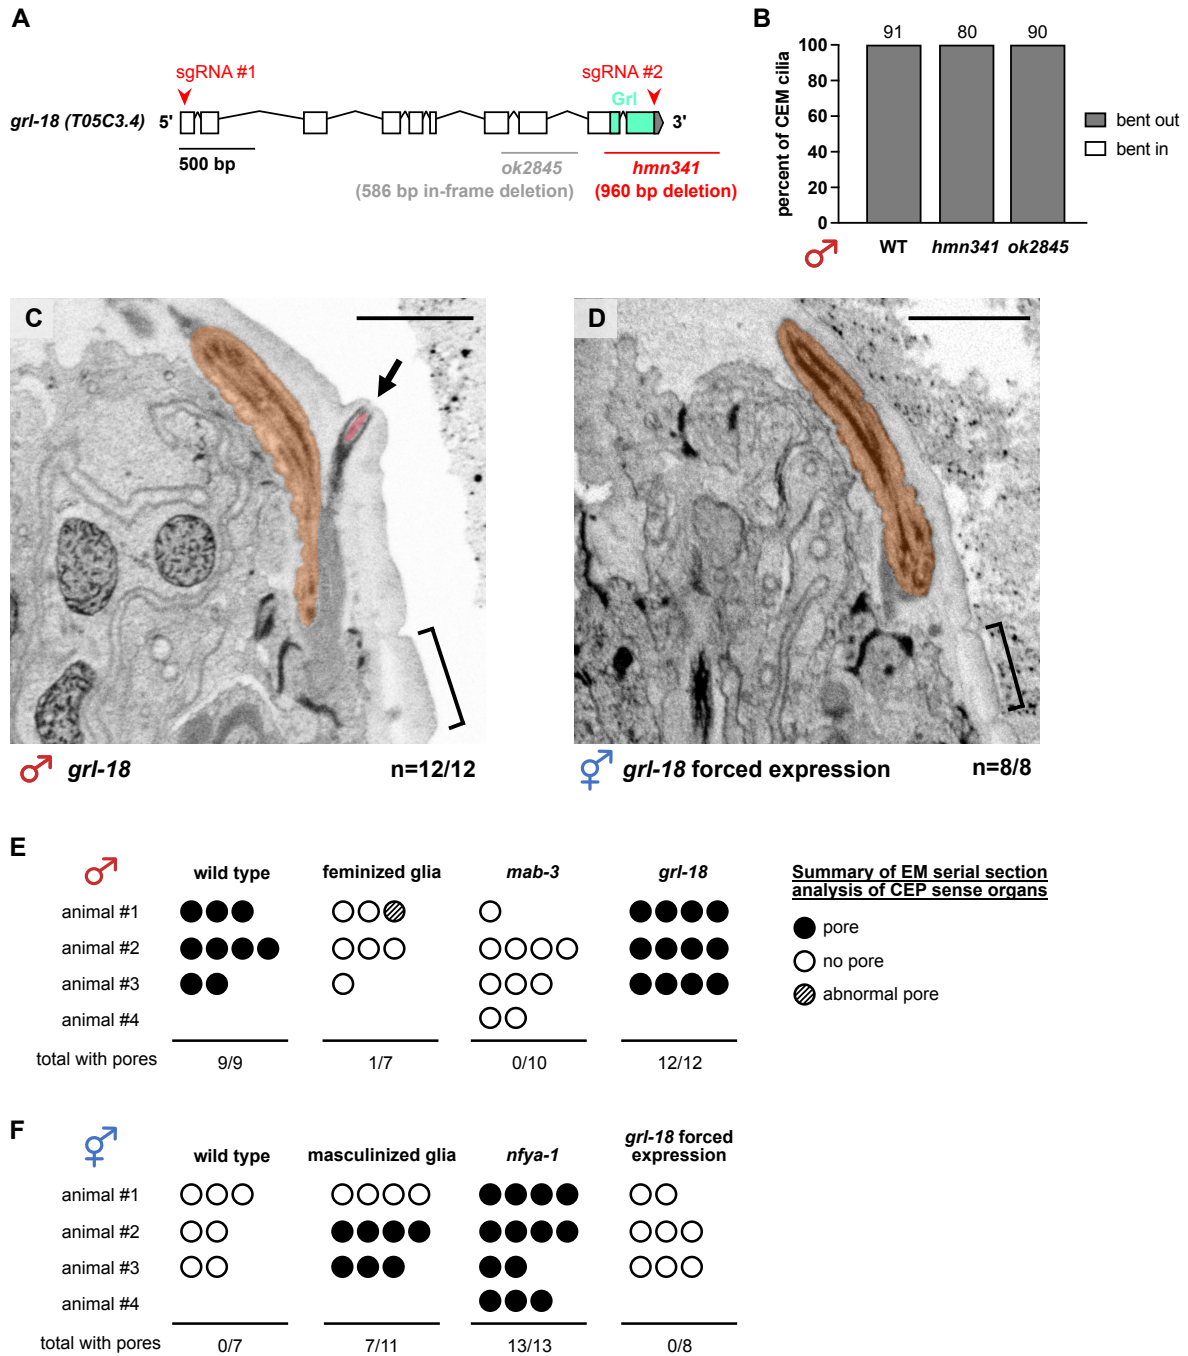 A
sgRNA #1
sgRNA #2
Grl
grl-18 (T05C3.4) 5' 3'
500 bp
ok2845
(586 bp in-frame deletion)
hmn341
(960 bp deletion)
B
91 80 90
percent of CEM cilia
100
80
60
40
20
0
WT hmn341 ok2845
bent out
bent in
C
♂ grl-18 n=12/12
D
⚥ grl-18 forced expression n=8/8
E
♂ wild type feminized glia mab-3 grl-18
animal #1
animal #2
animal #3
animal #4
total with pores 9/9 1/7 0/10 12/12
Summary of EM serial section
analysis of CEP sense organs
pore
no pore
abnormal pore
F
wild type masculinized glia nfya-1 grl-18 forced
expression
animal #1
animal #2
animal #3
animal #4
total with pores 0/7 7/11 13/13 0/8